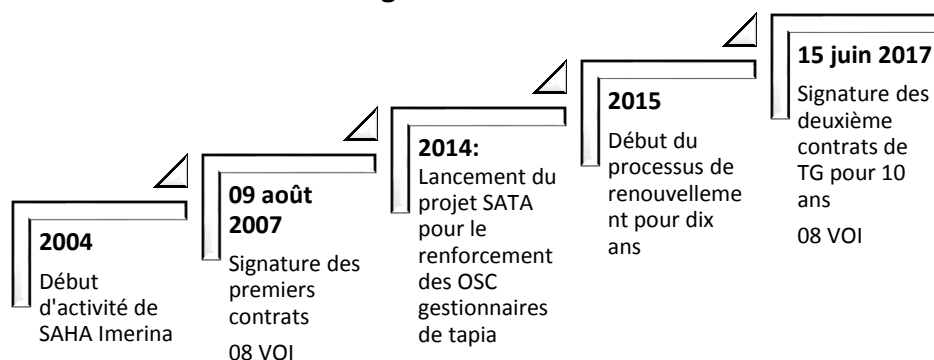 2004
Début
d'activité de
SAHA Imerina
09 août
2007
Signature des
premiers
contrats
08 VOI
2014:
Lancement du
projet SATA
pour le
renforcement
des OSC
gestionnaires
de tapia
2015
Début du
processus de
renouvelleme
nt pour dix
ans
15 juin 2017
Signature des
deuxième
contrats de
TG pour 10
ans
08 VOI